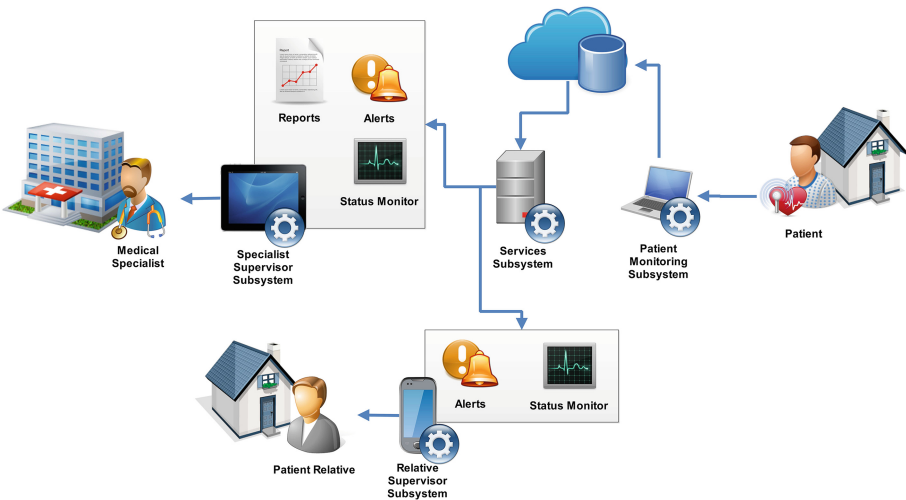 Report
Reports
Alerts
Status Monitor
Medical
Specialist
Specialist
Supervisor
Subsystem
Services
Subsystem
Patient
Monitoring
Subsystem
Patient
Alerts
Status Monitor
Patient Relative
Relative
Supervisor
Subsystem